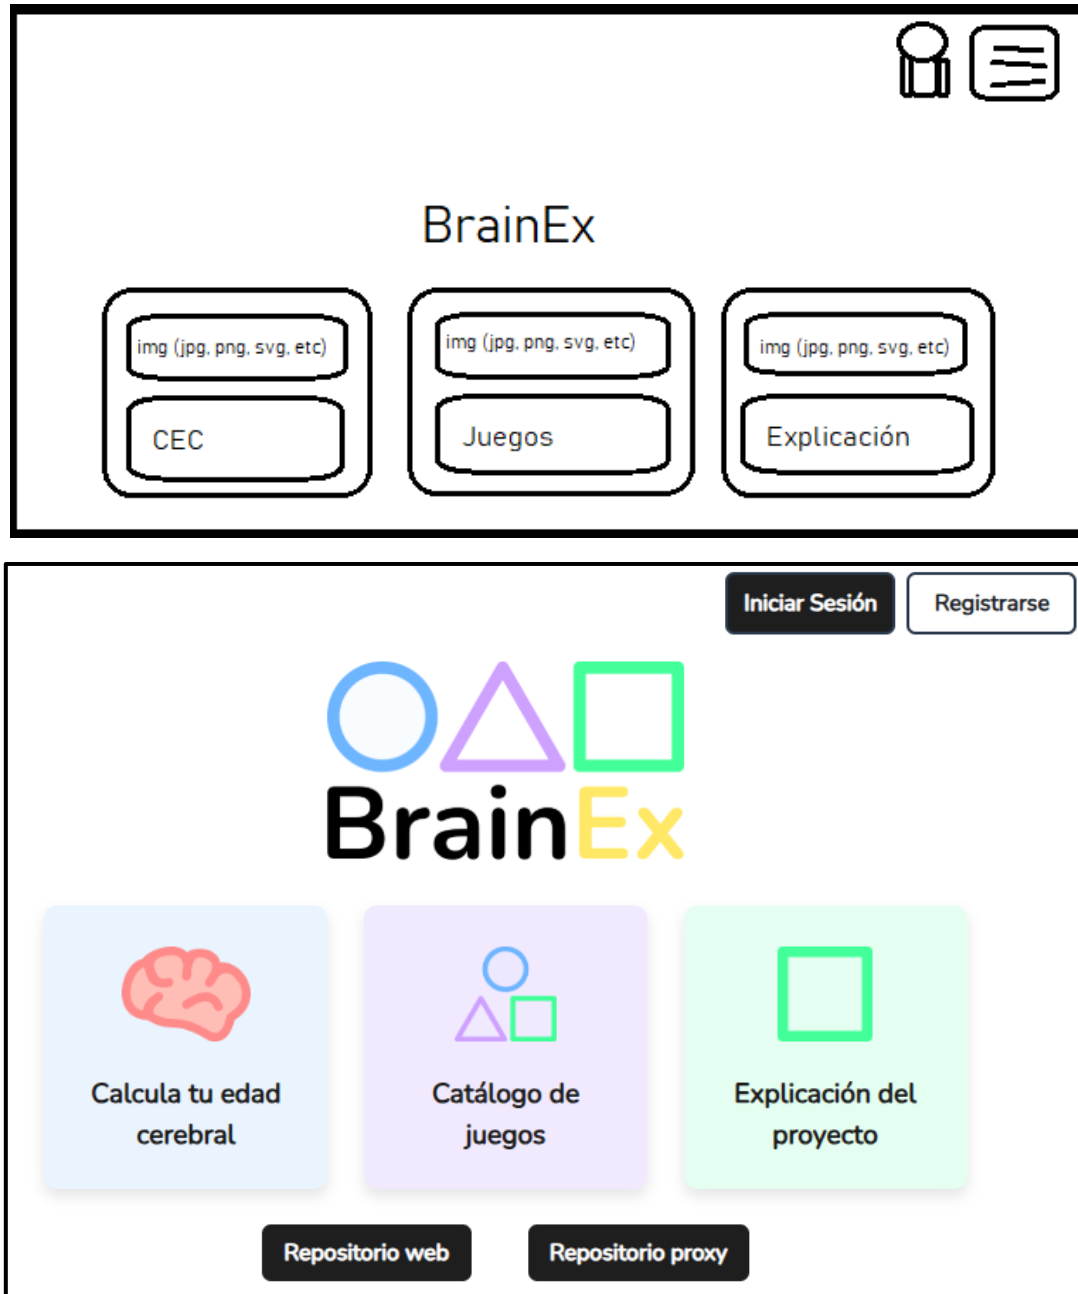 BrainEx
img (jpg, png, svg, etc)
img (jpg, png, svg, etc)
img (jpg, png, svg, etc)
CEC
Juegos
Explicación
Iniciar Sesión
Registrarse
BrainEx
Calcula tu edad
cerebral
Catálogo de
juegos
Explicación del
proyecto
Repositorio web
Repositorio proxy